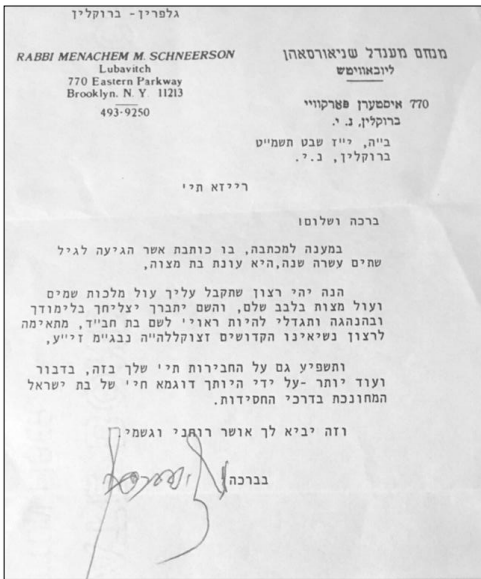 גלפרין- ברוקלין
RABBI MENACHEM M. SCHNEERSON
Lubavitch
770 Eastern Parkway
Brooklyn. N. Y. 11213
493-9250
מנחם מענדל שניאורסאהן
ליובאוויטש
770 איסטערן פארקוויי
ברוקלין, נ. י.
ב"ה, י"ז שבט תשמ"ט
ברוקלין, נ.י.
רייזא תי'
ברכה ושלום!
במענה למכתבה, בו כותבת אשר הגיעה לגיל
שתים עשרה שנה,היא עונת בת מצוה,
הנה יהי רצון שתקבל עליך עול מלכות שמים
ועול מצות בלבב שלם, והשם יתברך יצליחך בלימודך
ובהנהגה ותגדלי להיות ראוי' לשם בת חב"ד, מתאימה
לרצון נשיאינו הקדושים זצוקללה"ה נבג"מ זי"ע,
ותשפיע גם על החבירות תי' שלך בזה, בדבור
ועוד יותר -על ידי היותך דוגמא חי' של בת ישראל
המחונכת בדרכי החסידות.
וזה יביא לך אושר רוחני וגשמי.
בברכה